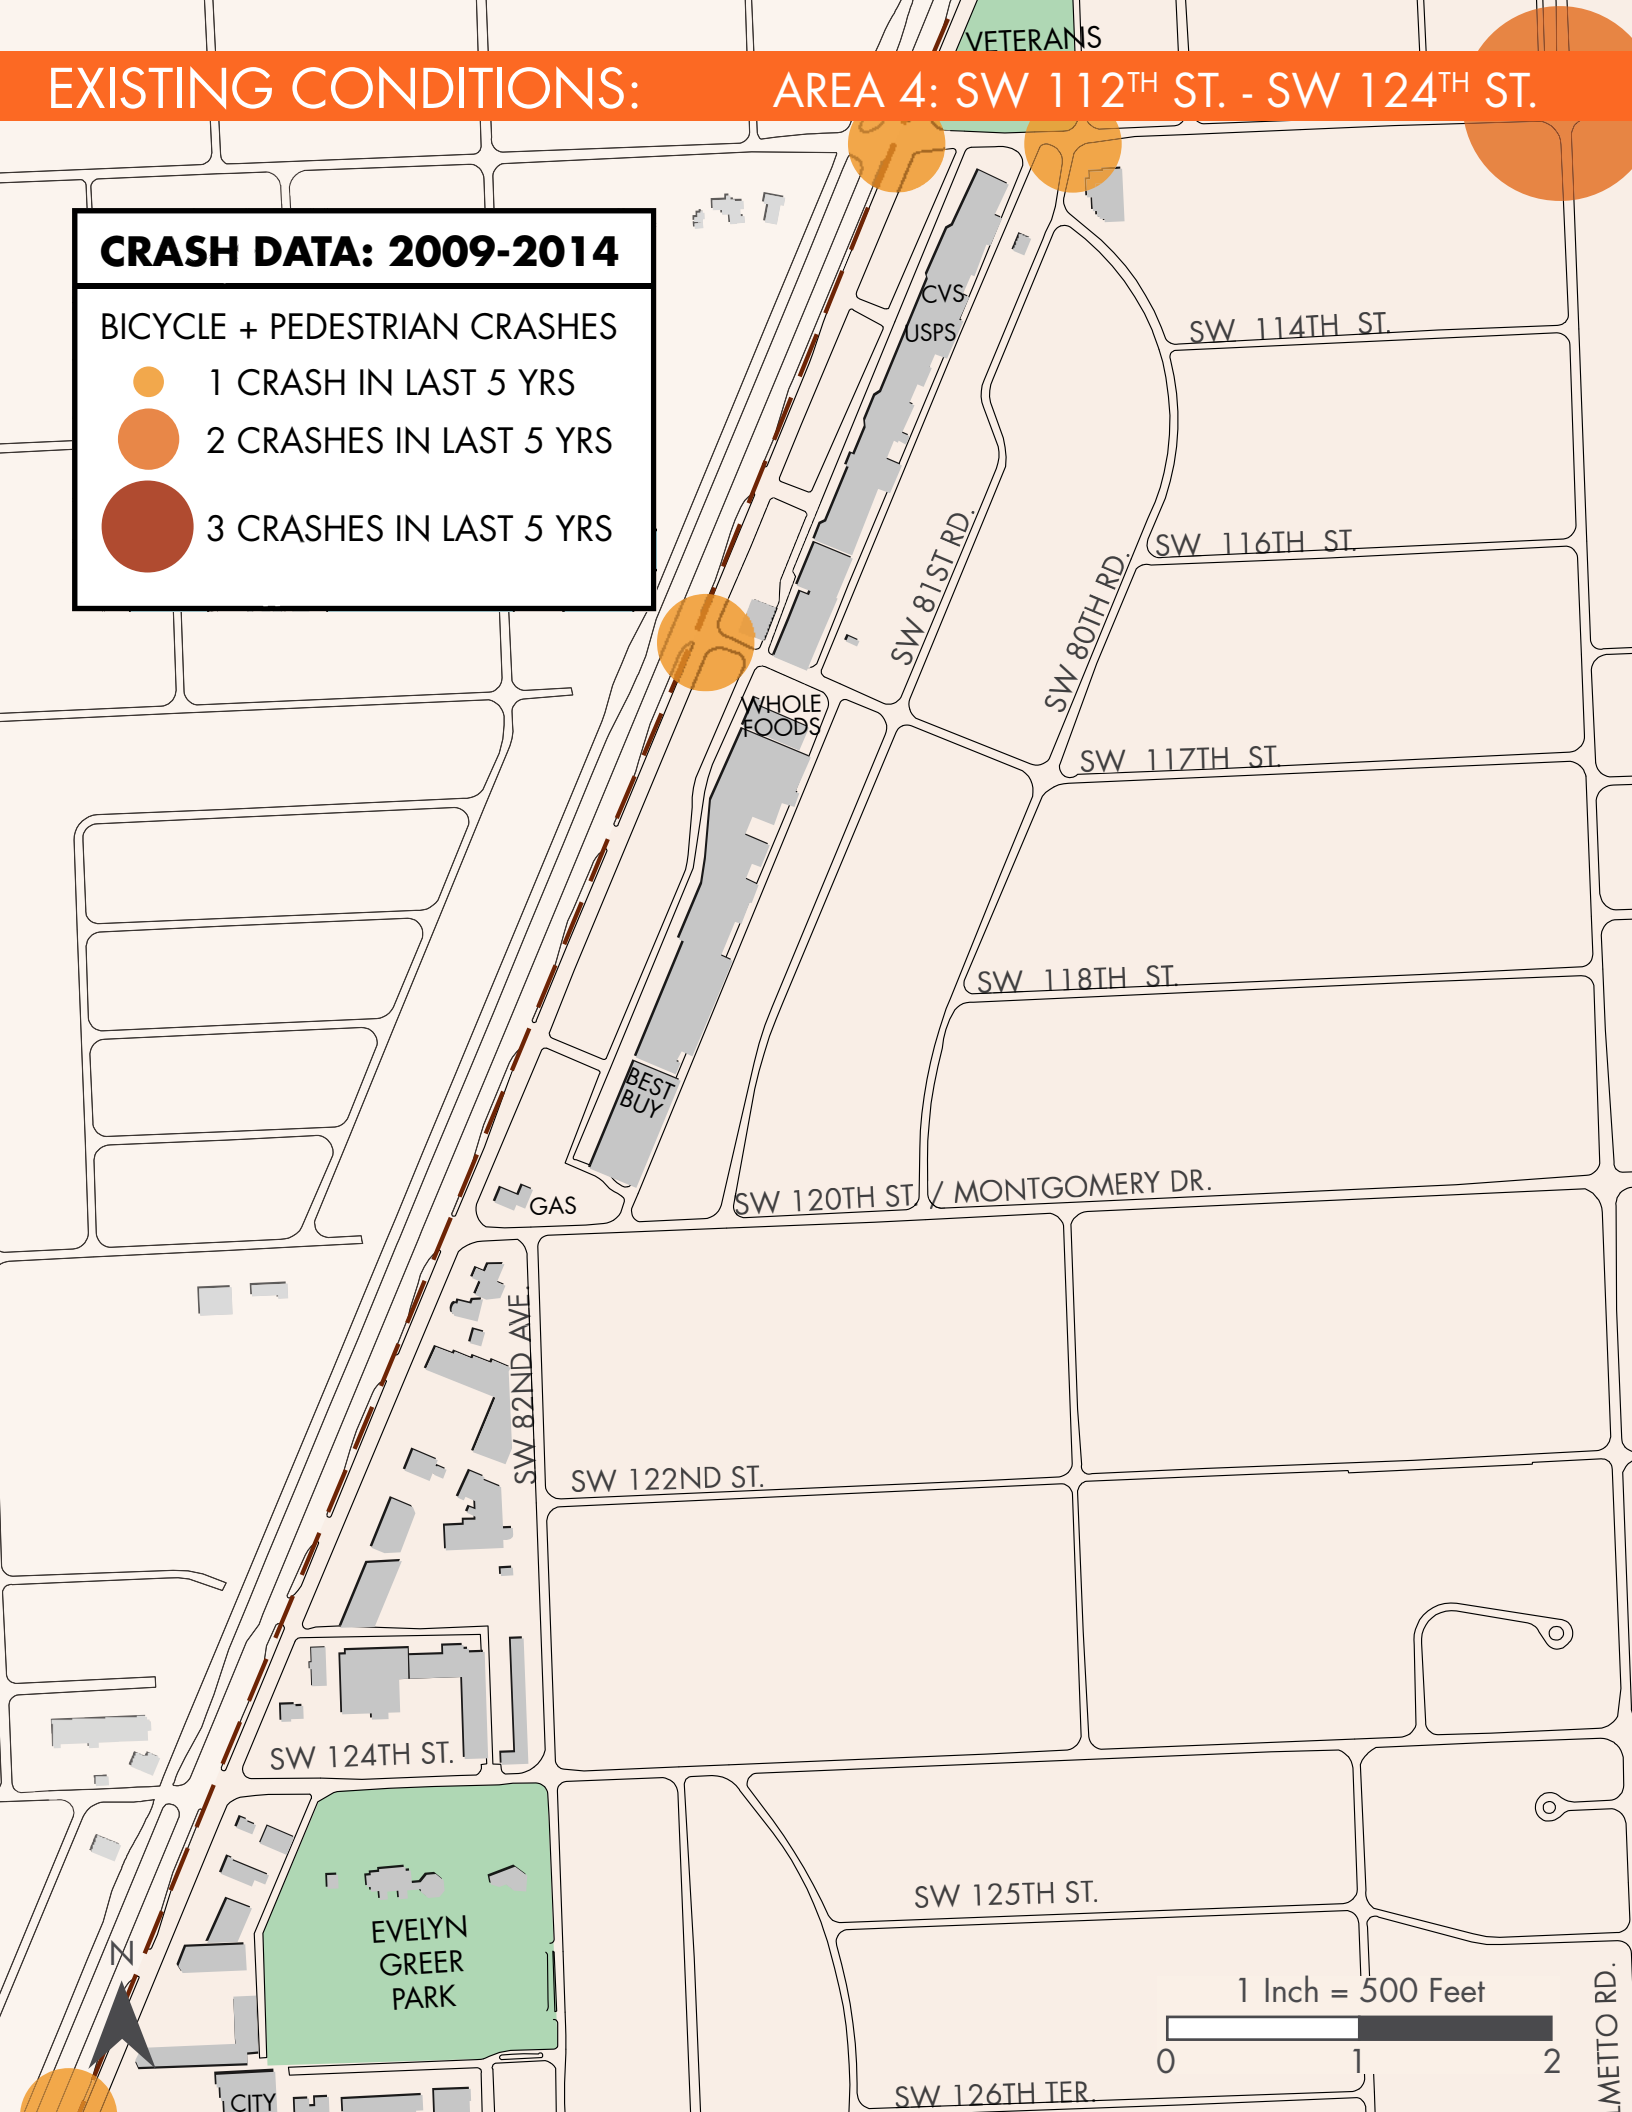 VETERANS
EXISTING CONDITIONS:
AREA 4: SW 112TH ST. - SW 124TH ST.
CRASH DATA: 2009-2014
BICYCLE + PEDESTRIAN CRASHES
1 CRASH IN LAST 5 YRS
2 CRASHES IN LAST 5 YRS
3 CRASHES IN LAST 5 YRS
CVS
USPS
SW 114TH ST.
SW 116TH ST.
SW 81ST RD.
SW 80TH RD.
WHOLE
FOODS
SW 117TH ST.
SW 118TH ST.
BEST
BUY
GAS
SW 120TH ST / MONTGOMERY DR.
SW 82ND AVE.
SW 122ND ST.
SW 124TH ST.
SW 125TH ST.
EVELYN
GREER
PARK
N
1 Inch = 500 Feet
0 1 2
LMETTO RD.
SW 126TH TER.
CITY